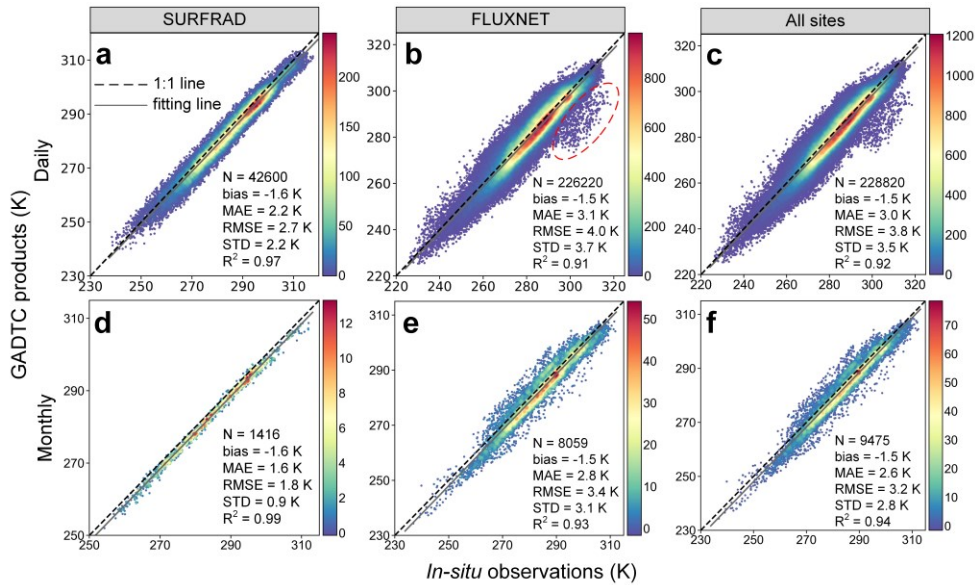 SURFRAD
FLUXNET
All sites
GADTC products (K)
Daily
a
1:1 line
fitting line
N = 42600
bias = -1.6 K
MAE = 2.2 K
RMSE = 2.7 K
STD = 2.2 K
R² = 0.97
310
290
270
250
230
230
250
270
290
310
200
150
100
50
0
b
N = 226220
bias = -1.5 K
MAE = 3.1 K
RMSE = 4.0 K
STD = 3.7 K
R² = 0.91
320
300
280
260
240
220
220
240
260
280
300
320
800
600
400
200
0
c
N = 228820
bias = -1.5 K
MAE = 3.0 K
RMSE = 3.8 K
STD = 3.5 K
R² = 0.92
320
300
280
260
240
220
220
240
260
280
300
320
1200
1000
800
600
400
200
0
Monthly
d
N = 1416
bias = -1.6 K
MAE = 1.6 K
RMSE = 1.8 K
STD = 0.9 K
R² = 0.99
310
290
270
250
250
270
290
310
12
10
8
6
4
2
0
e
N = 8059
bias = -1.5 K
MAE = 2.8 K
RMSE = 3.4 K
STD = 3.1 K
R² = 0.93
310
290
270
250
230
230
250
270
290
310
50
40
30
20
10
0
f
N = 9475
bias = -1.5 K
MAE = 2.6 K
RMSE = 3.2 K
STD = 2.8 K
R² = 0.94
310
290
270
250
230
230
250
270
290
310
70
60
50
40
30
20
10
0
In-situ observations (K)